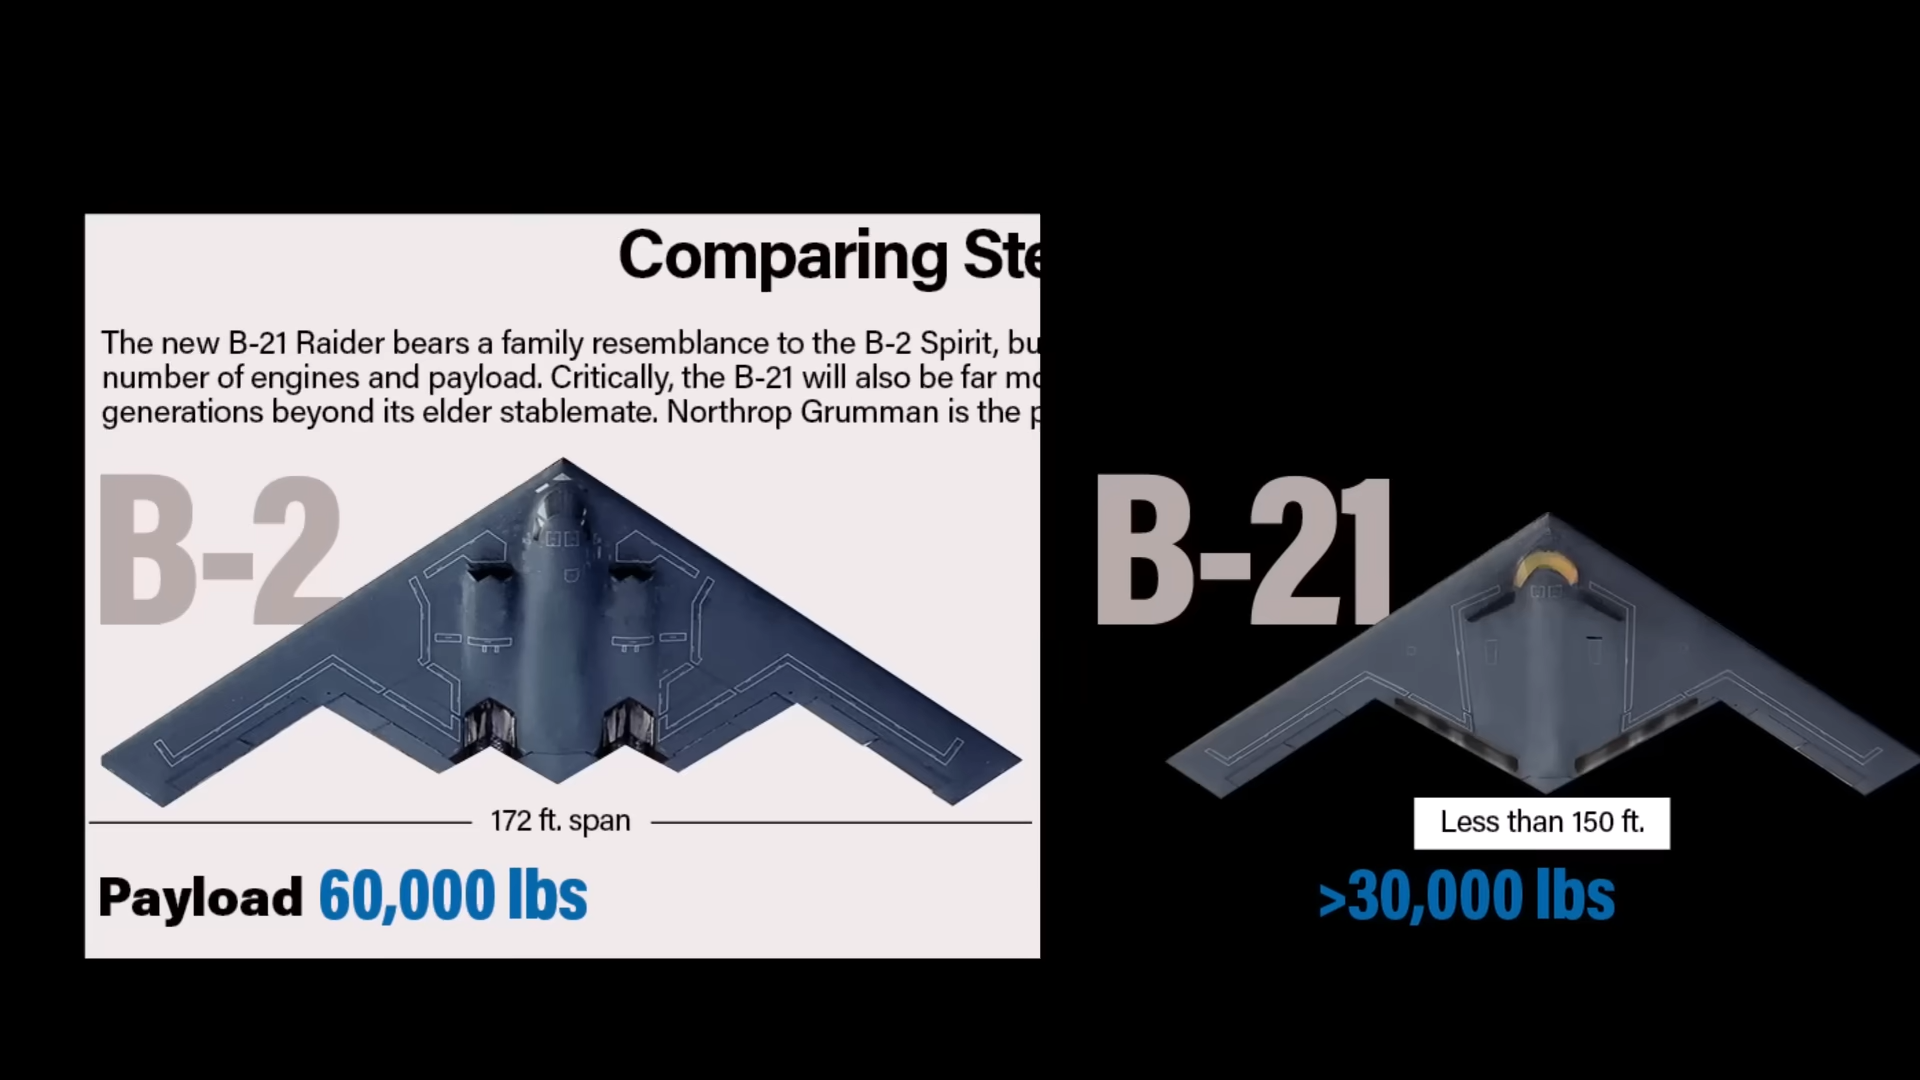 Comparing Ste
The new B-21 Raider bears a family resemblance to the B-2 Spirit, bu
number of engines and payload. Critically, the B-21 will also be far mo
generations beyond its elder stablemate. Northrop Grumman is the p
B-2
172 ft. span
Payload 60,000 lbs
B-21
Less than 150 ft.
>30,000 lbs